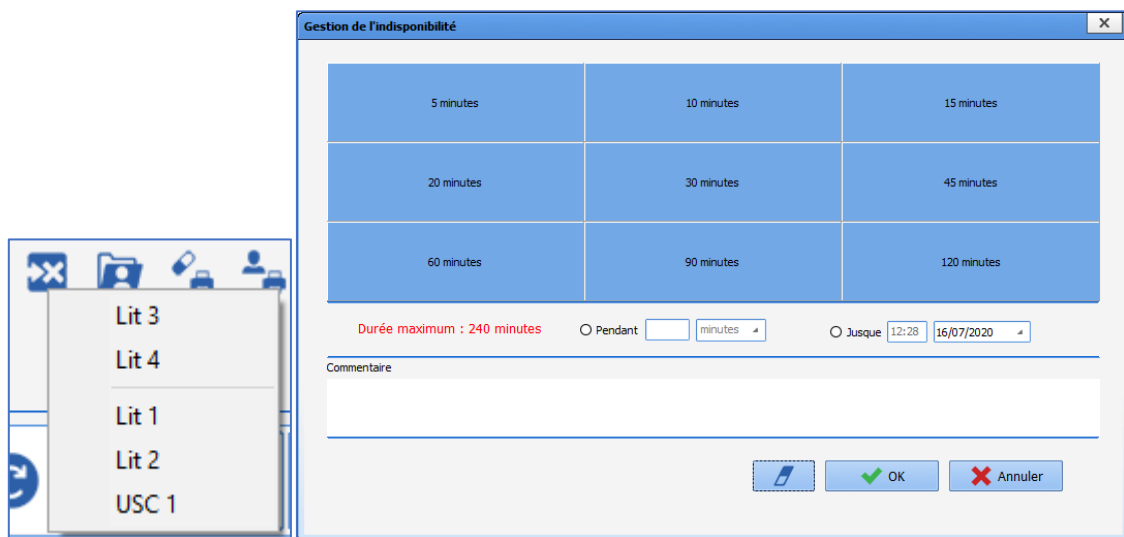 Lit 3
Lit 4
Lit 1
Lit 2
USC 1
Gestion de l'indisponibilité
5 minutes 10 minutes 15 minutes
20 minutes 30 minutes 45 minutes
60 minutes 90 minutes 120 minutes
Durée maximum : 240 minutes Pendant minutes Jusque 12:28 16/07/2020
Commentaire
OK Annuler